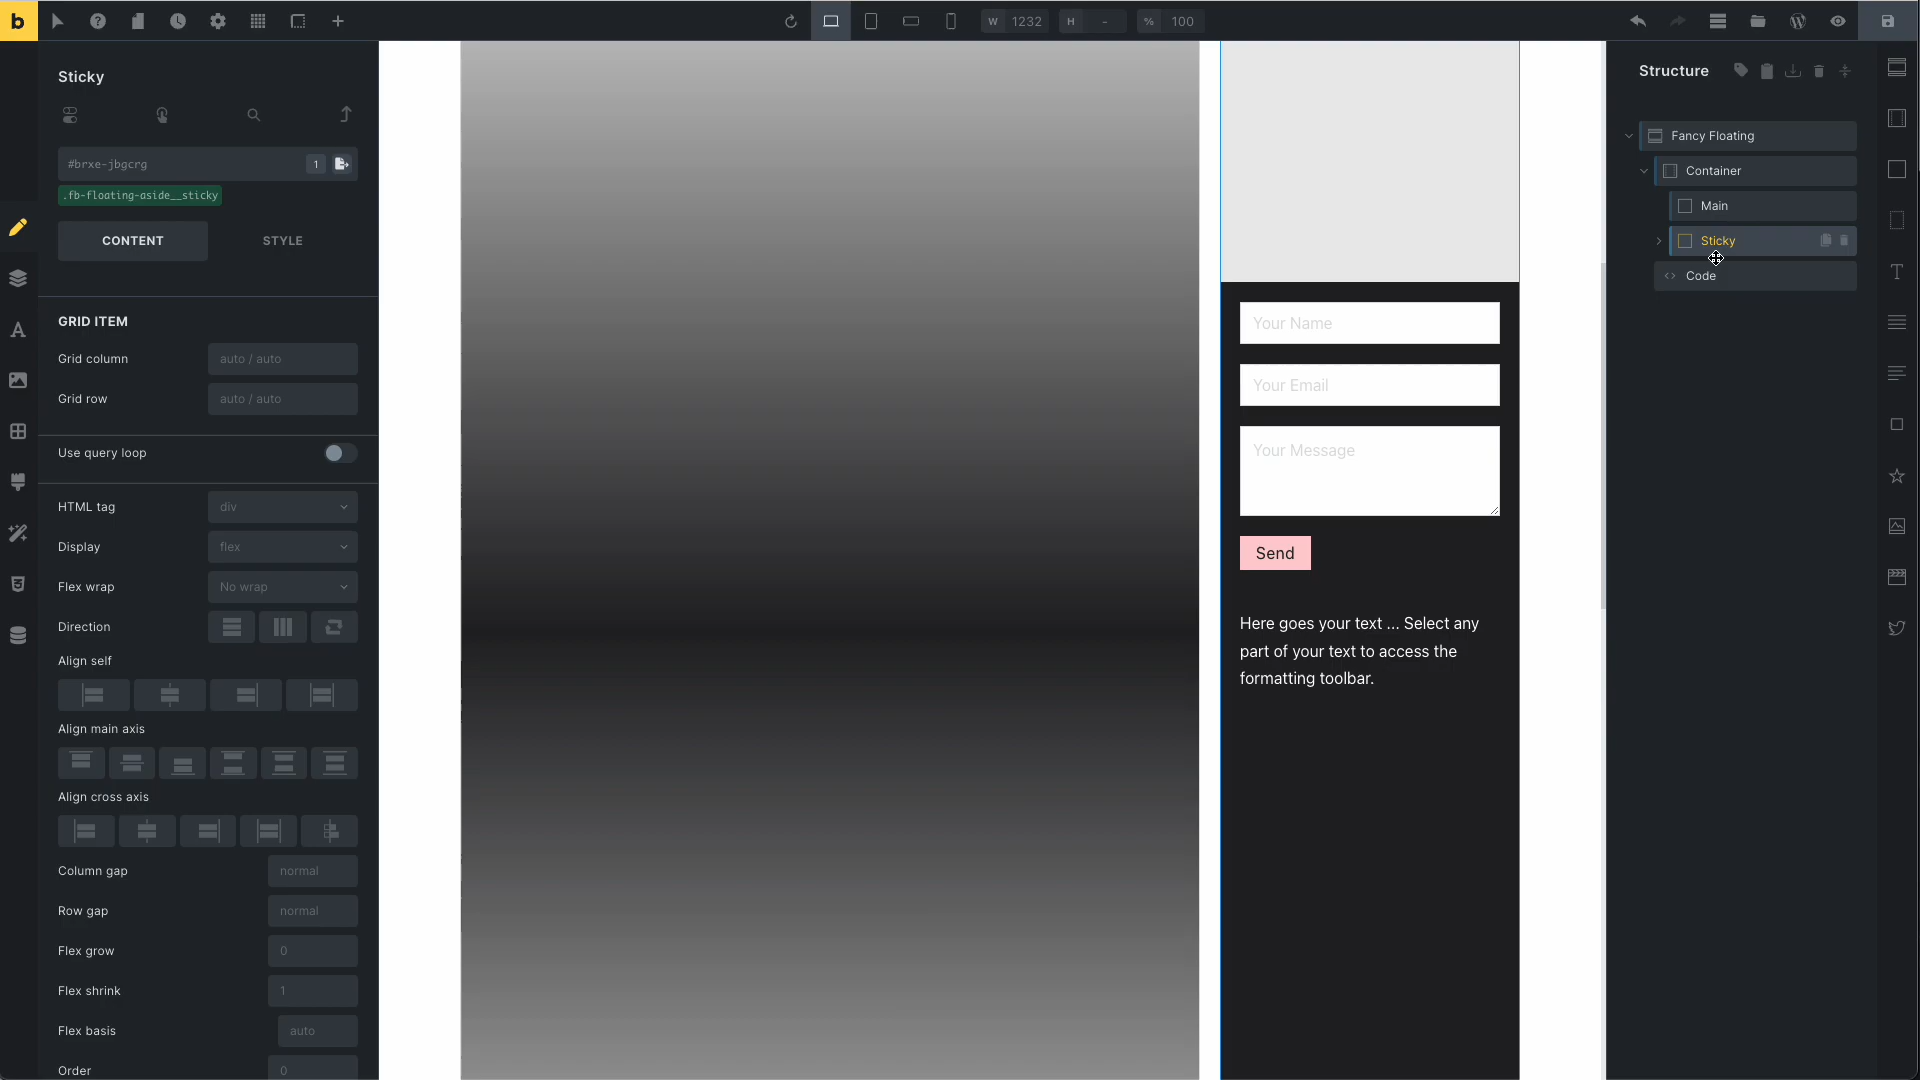 b
W 1232
H -
% 100
Sticky
#brxe-jbgcrg
1
.fb-floating-aside__sticky
CONTENT
STYLE
GRID ITEM
Grid column
auto / auto
Grid row
auto / auto
Use query loop
HTML tag
div
Display
flex
Flex wrap
No wrap
Direction
Align self
Align main axis
Align cross axis
Column gap
normal
Row gap
normal
Flex grow
0
Flex shrink
1
Flex basis
auto
Order
0
Your Name
Your Email
Your Message
Send
Here goes your text ... Select any
part of your text to access the
formatting toolbar.
Structure
Fancy Floating
Container
Main
Sticky
Code